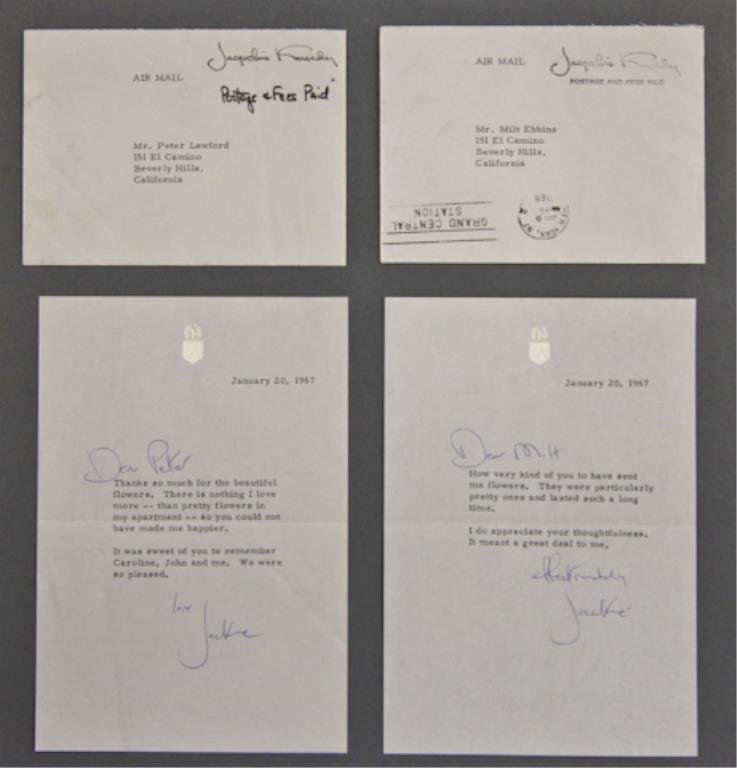 Jacqueline Kennedy
AIR MAIL
Postage & Fees Paid
Mr. Peter Lawford
151 El Camino
Beverly Hills,
California
Jacqueline Kennedy
AIR MAIL
POSTAGE AND FEES PAID
Mr. Milt Ebbins
151 El Camino
Beverly Hills,
California
GRAND CENTRAL
STATION
NEW YORK, NY
January 20, 1967
Dear Peter
Thanks so much for the beautiful
flowers. There is nothing I love
more -- than pretty flowers in
my apartment -- so you could not
have made me happier.
It was sweet of you to remember
Caroline, John and me. We were
so pleased.
love
Jackie
January 20, 1967
Dear Milt
How very kind of you to have sent
me flowers. They were particularly
pretty ones and lasted such a long
time.
I do appreciate your thoughtfulness.
It meant a great deal to me.
affectionately
Jackie